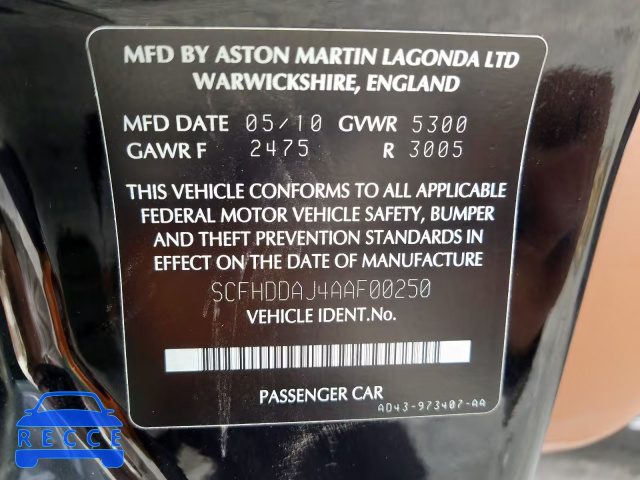 MFD BY ASTON MARTIN LAGONDA LTD
WARWICKSHIRE, ENGLAND
MFD DATE 05/10 GVWR 5300
GAWR F 2475 R 3005
THIS VEHICLE CONFORMS TO ALL APPLICABLE
FEDERAL MOTOR VEHICLE SAFETY, BUMPER
AND THEFT PREVENTION STANDARDS IN
EFFECT ON THE DATE OF MANUFACTURE
SCFHDDAJ4AAF00250
VEHICLE IDENT.No.
PASSENGER CAR
AD43-973407-AA
RECCE